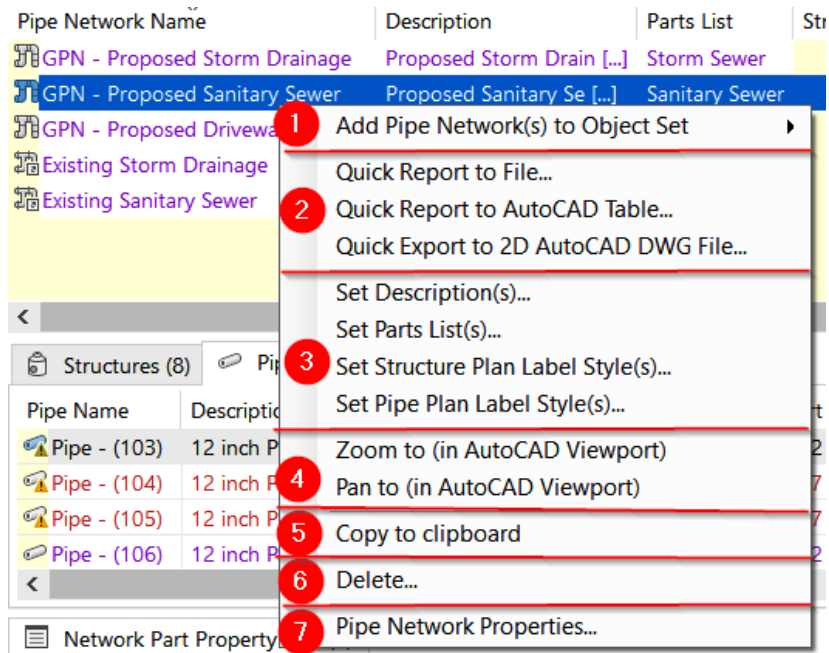 Pipe Network Name Description Parts List
GPN - Proposed Storm Drainage Proposed Storm Drain [...] Storm Sewer
GPN - Proposed Sanitary Sewer Proposed Sanitary Se [...] Sanitary Sewer
GPN - Proposed
1 Add Pipe Network(s) to Object Set
Existing Storm Drainage
Existing Sanitary Sewer
Quick Report to File...
2 Quick Report to AutoCAD Table...
Quick Export to 2D AutoCAD DWG File...
Set Description(s)...
Set Parts List(s)...
3 Set Structure Plan Label Style(s)...
Set Pipe Plan Label Style(s)...
Structures (8)
Pipe Name
Pipe - (103) 12 inch
Pipe - (104) 12 inch
Pipe - (105) 12 inch
Pipe - (106) 12 inch
Zoom to (in AutoCAD Viewport)
4 Pan to (in AutoCAD Viewport)
5 Copy to clipboard
6 Delete...
7 Pipe Network Properties...
Network Part Property